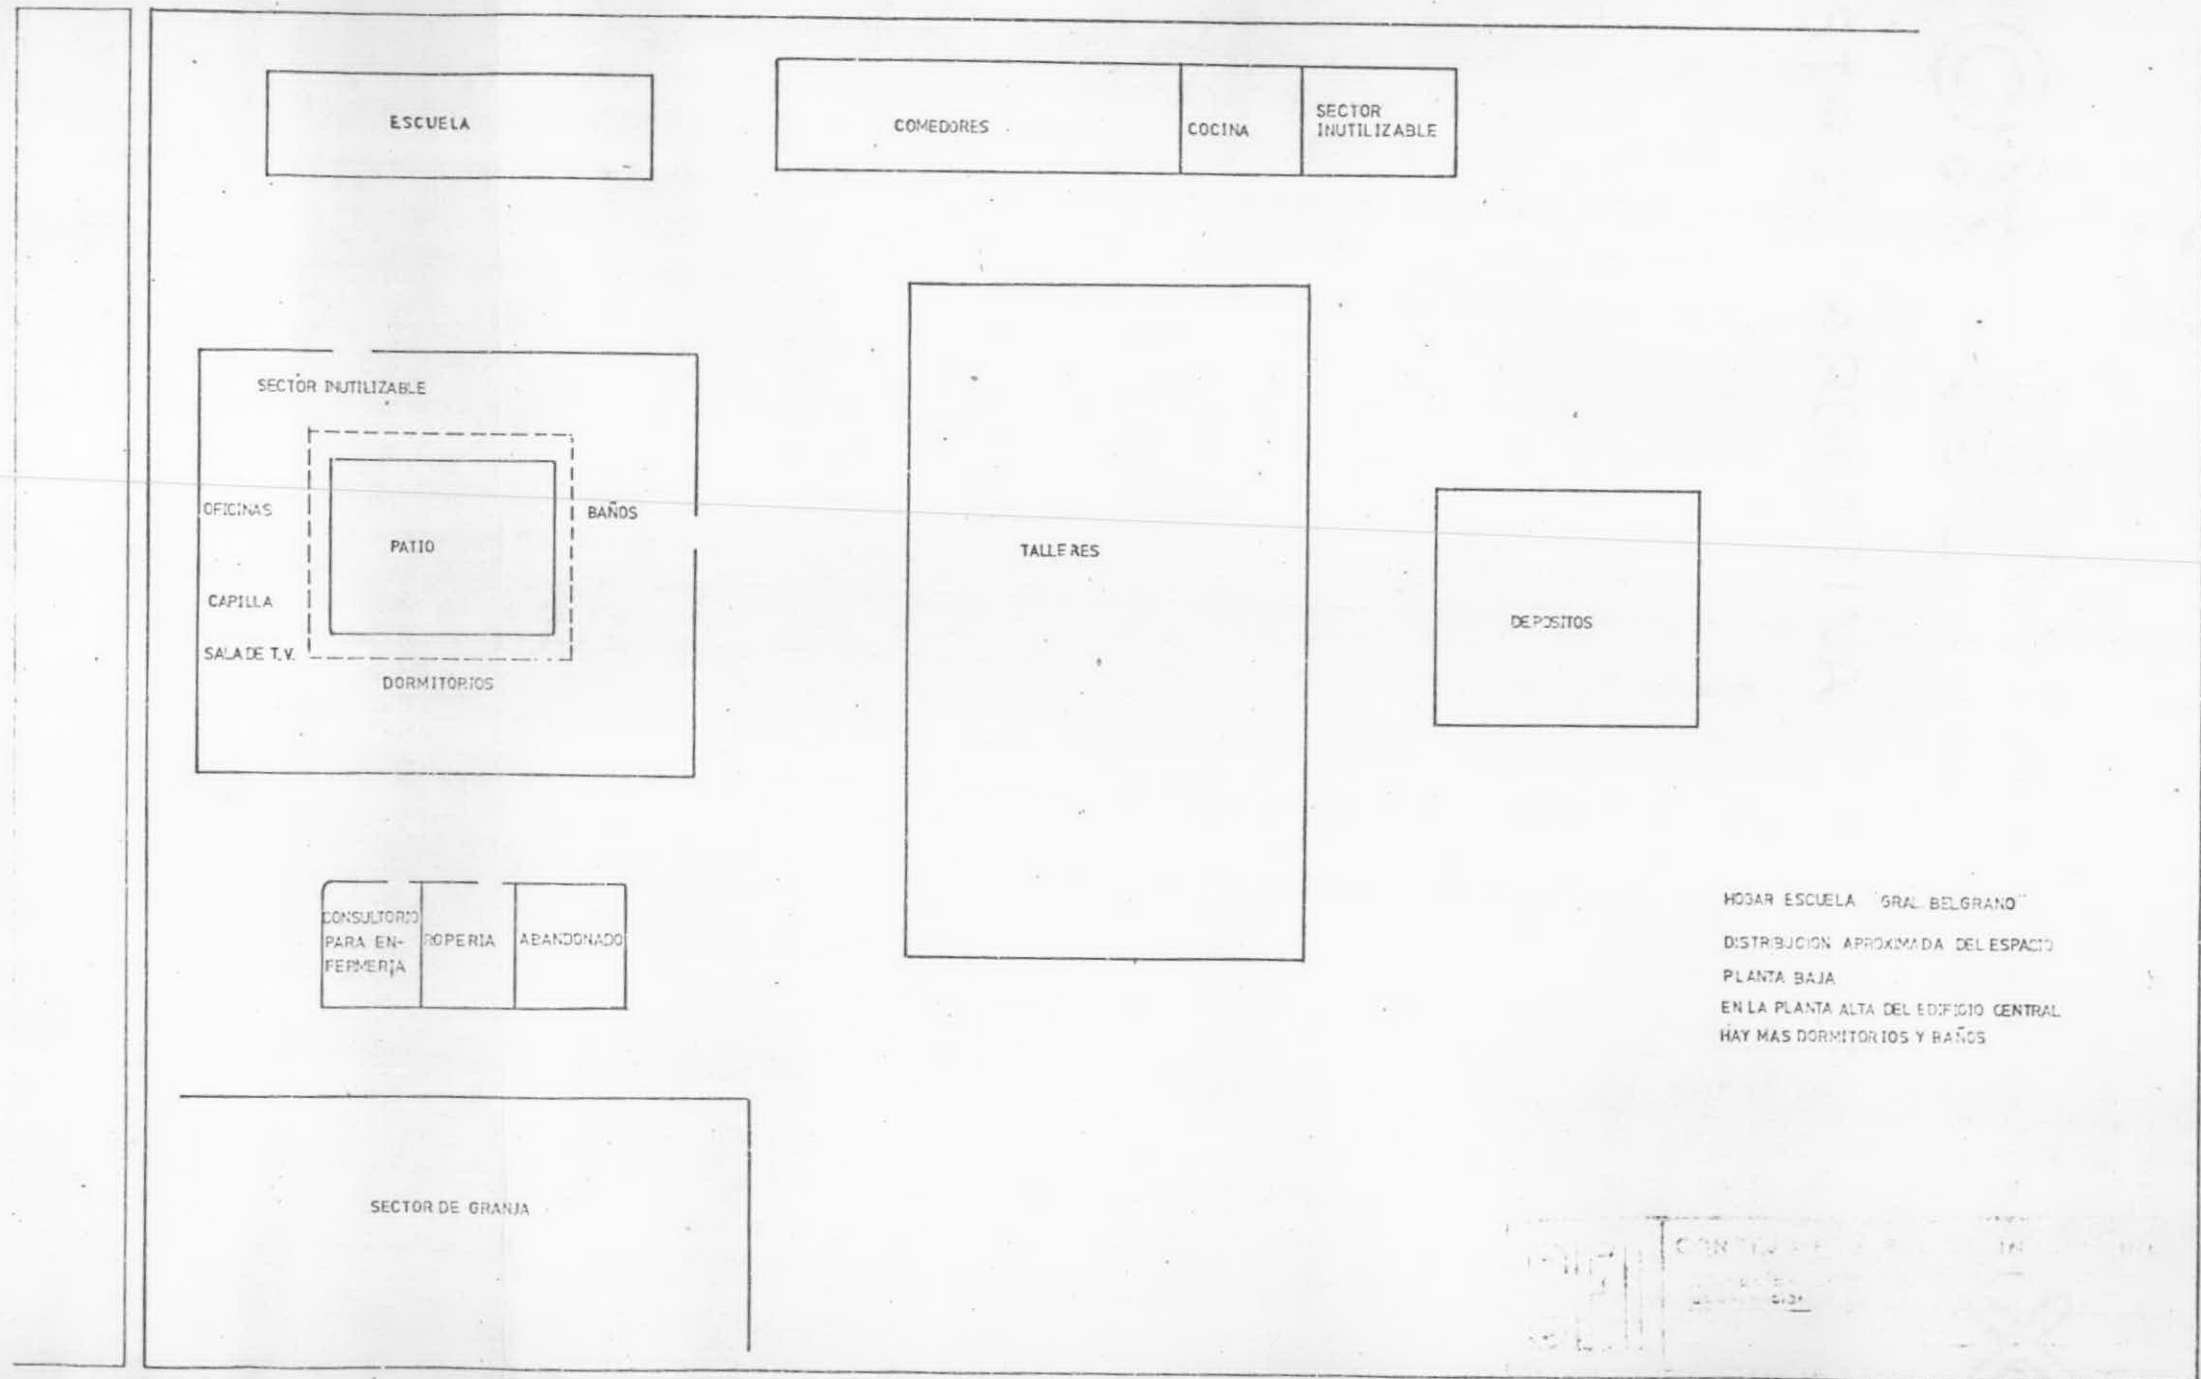 ESCUELA
COMEDORES
COCINA
SECTOR
INUTILIZABLE
SECTOR INUTILIZABLE
OFICINAS
BAÑOS
PATIO
CAPILLA
SALA DE T.V.
DORMITORIOS
TALLERES
DEPOSITOS
CONSULTORIO
PARA EN-
FERMERIA
ROPERIA
ABANDONADO
SECTOR DE GRANJA
HOGAR ESCUELA "GRAL. BELGRANO"
DISTRIBUCION APROXIMADA DEL ESPACIO
PLANTA BAJA
EN LA PLANTA ALTA DEL EDIFICIO CENTRAL
HAY MAS DORMITORIOS Y BAÑOS